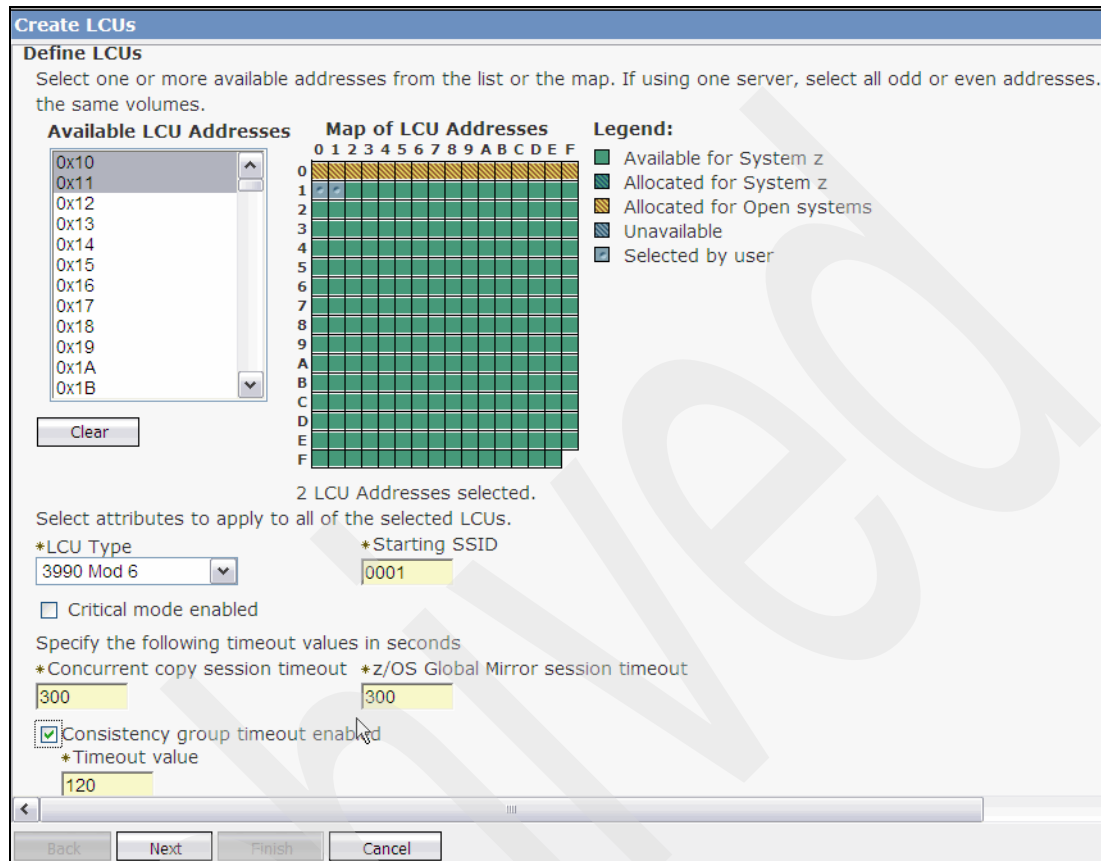 Create LCUs
Define LCUs
Select one or more available addresses from the list or the map. If using one server, select all odd or even addresses.
the same volumes.
Available LCU Addresses
0x10
0x11
0x12
0x13
0x14
0x15
0x16
0x17
0x18
0x19
0x1A
0x1B
Clear
Map of LCU Addresses
0 1 2 3 4 5 6 7 8 9 A B C D E F
0
1
2
3
4
5
6
7
8
9
A
B
C
D
E
F
2 LCU Addresses selected.
Legend:
Available for System z
Allocated for System z
Allocated for Open systems
Unavailable
Selected by user
Select attributes to apply to all of the selected LCUs.
*LCU Type
3990 Mod 6
*Starting SSID
0001
Critical mode enabled
Specify the following timeout values in seconds
*Concurrent copy session timeout *z/OS Global Mirror session timeout
300 300
Consistency group timeout enabled
*Timeout value
120
Back Next Finish Cancel